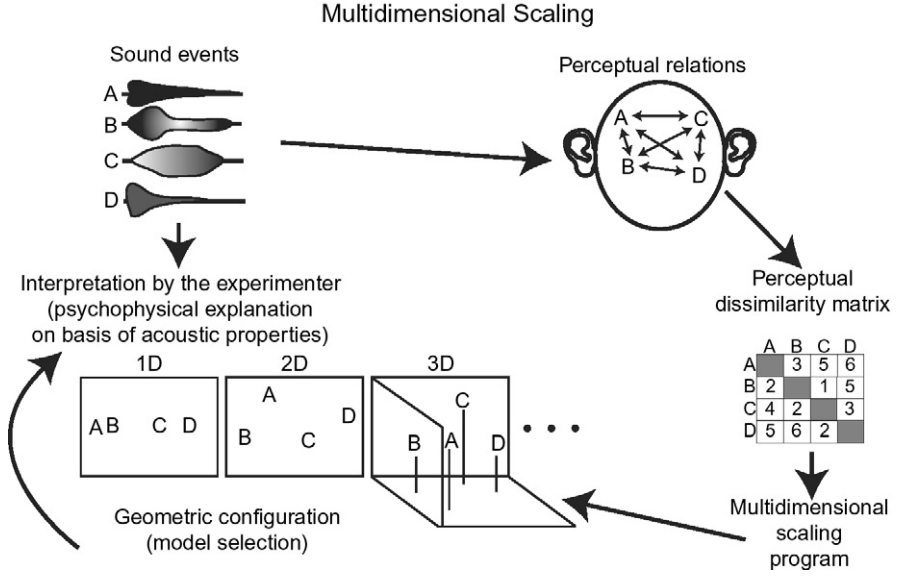 Multidimensional Scaling
Sound events
A
B
C
D
Perceptual relations
A C
B D
Interpretation by the experimenter
(psychophysical explanation
on basis of acoustic properties)
Perceptual
dissimilarity matrix
A B C D
A 3 5 6
B 2 1 5
C 4 2 3
D 5 6 2
1D
A B C D
2D
A
D
B
C
3D
C
B A D
• • •
Geometric configuration
(model selection)
Multidimensional
scaling
program